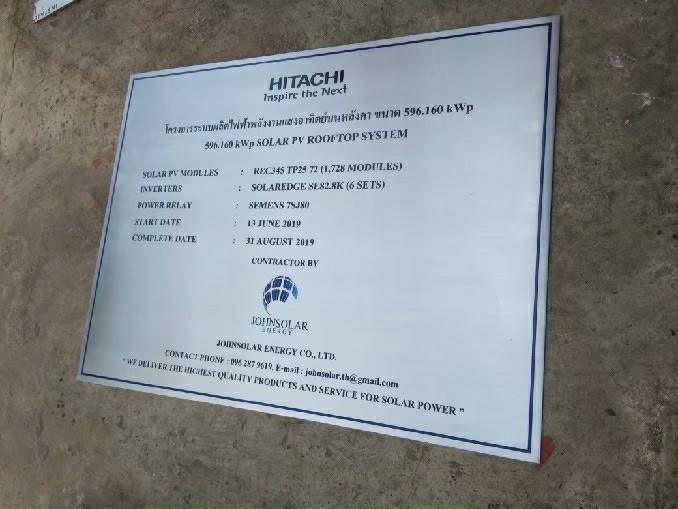 HITACHI
Inspire the Next
โครงการระบบผลิตไฟฟ้าพลังงานแสงอาทิตย์บนหลังคา ขนาด 596.160 kWp
596.160 kWp SOLAR PV ROOFTOP SYSTEM
SOLAR PV MODULES : REC345 TP2S 72 (1,728 MODULES)
INVERTERS : SOLAREDGE SE82.8K (6 SETS)
POWER RELAY : SEMENS 7SJ80
START DATE : 13 JUNE 2019
COMPLETE DATE : 31 AUGUST 2019
CONTRACTOR BY
JOHNSOLAR
ENERGY
JOHNSOLAR ENERGY CO., LTD.
CONTACT PHONE : 096 287 9619, E-mail : johnsolar.th@gmail.com
" WE DELIVER THE HIGHEST QUALITY PRODUCTS AND SERVICE FOR SOLAR POWER "